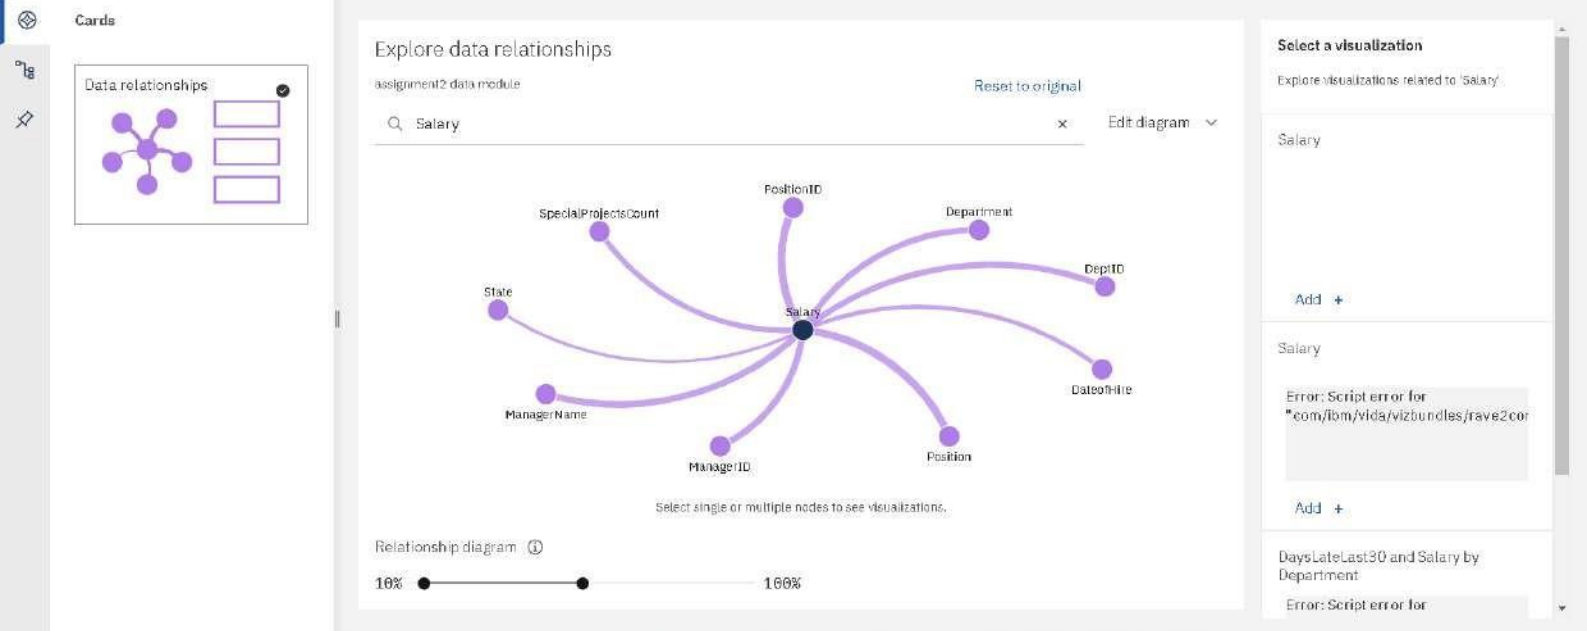 Cards
Data relationships
Explore data relationships
assignment2 data module
Reset to original
Salary
×
Edit diagram
PositionID
SpecialProjectsCount
Department
DeptID
State
Salary
DateofHire
ManagerName
Position
ManagerID
Select single or multiple nodes to see visualizations.
Relationship diagram
10%
100%
Select a visualization
Explore visualizations related to 'Salary'
Salary
Add +
Salary
Error: Script error for
"com/ibm/vida/vizbundles/rave2cor
Add +
DaysLateLast30 and Salary by
Department
Error: Script error for